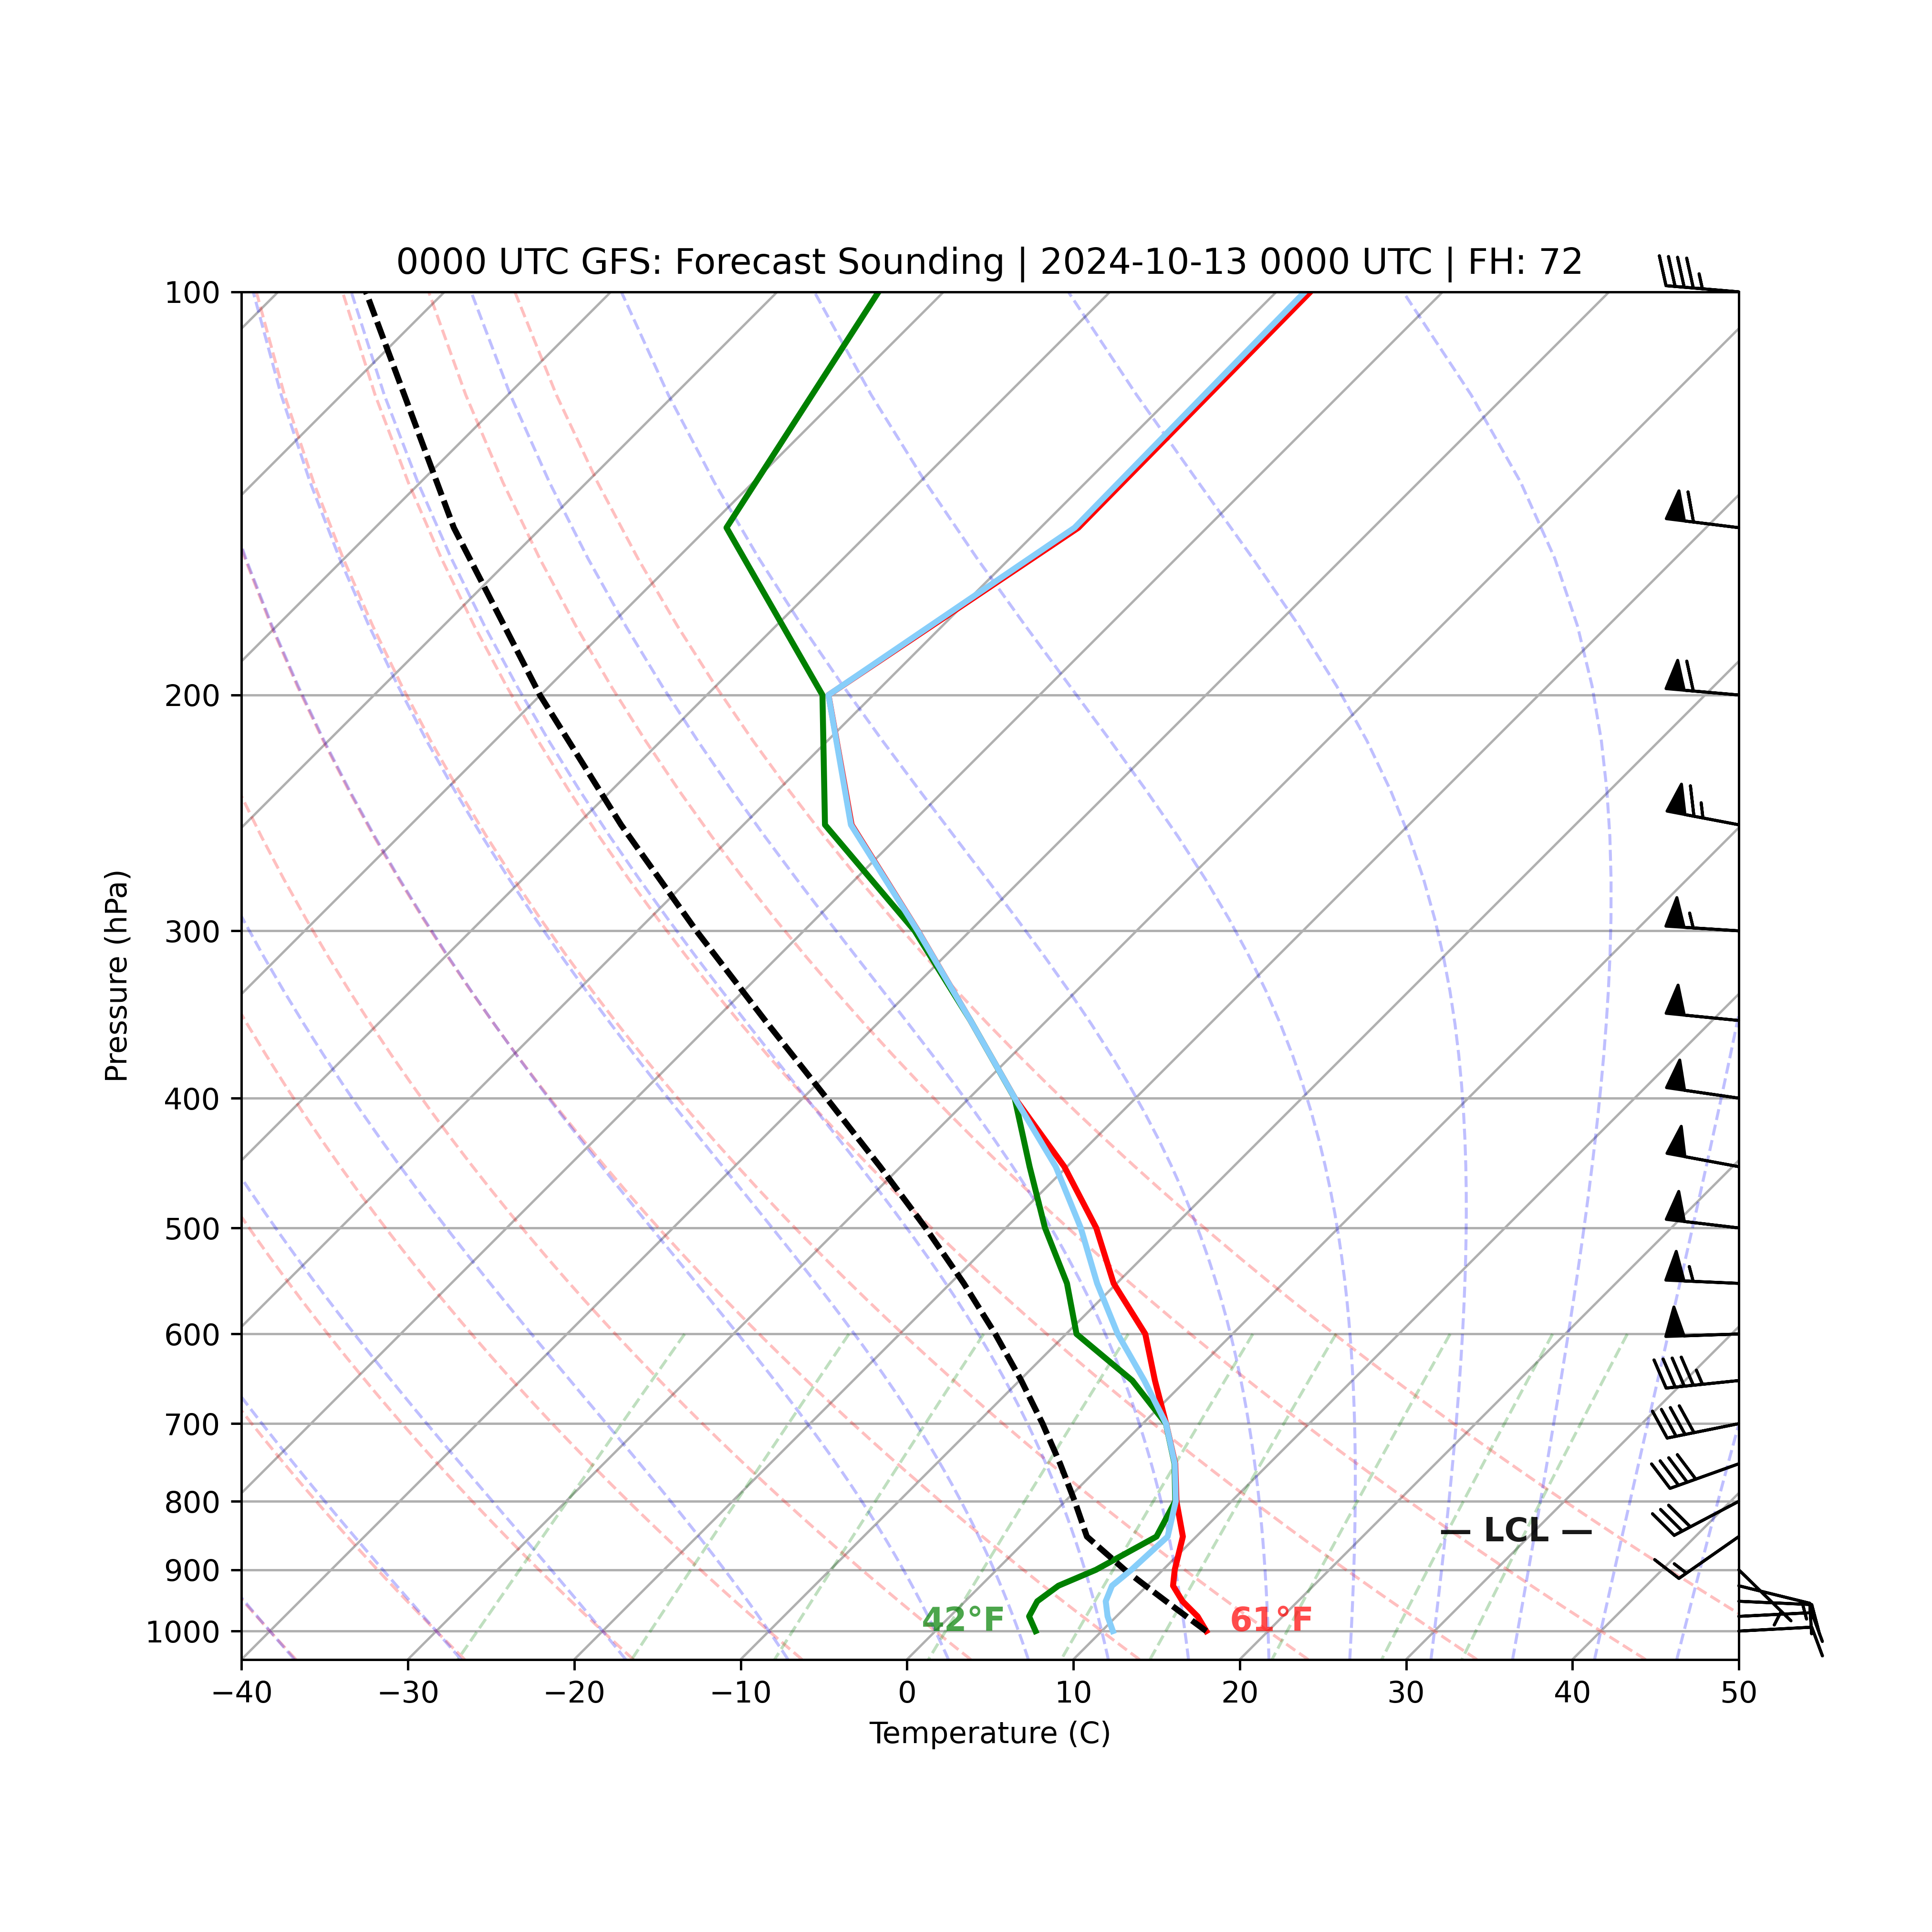 0000 UTC GFS: Forecast Sounding | 2024-10-13 0000 UTC | FH: 72
100
200
300
400
500
600
700
800
900
1000
Pressure (hPa)
— LCL —
42°F
61°F
−40 −30 −20 −10 0 10 20 30 40 50
Temperature (C)